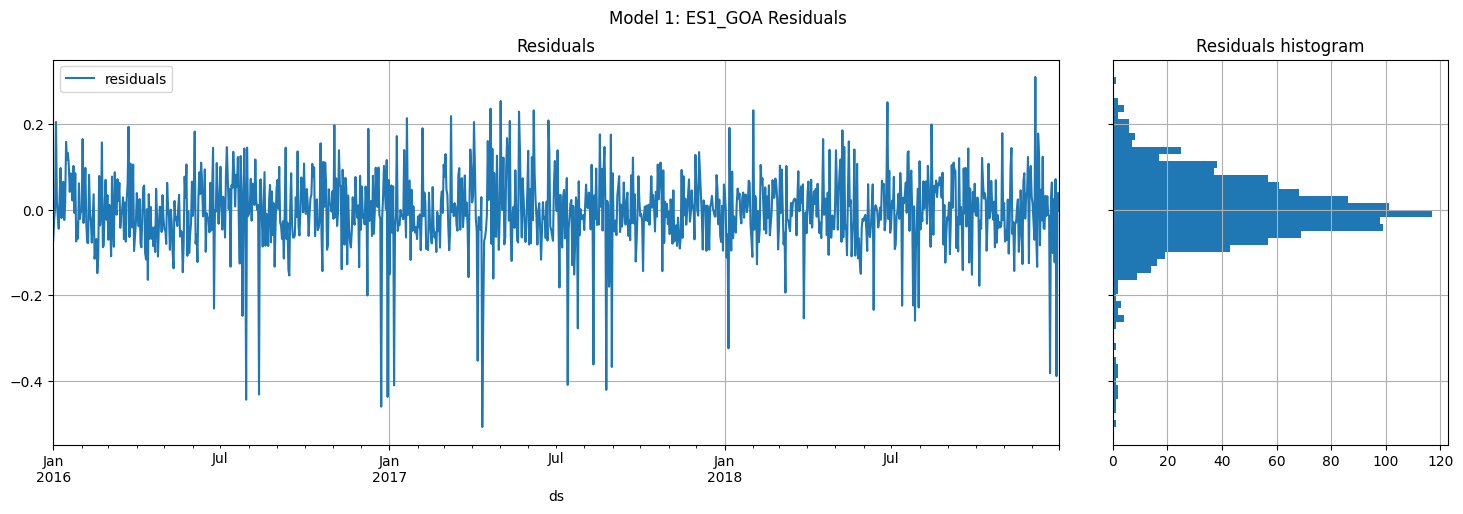 Model 1: ES1_GOA Residuals
Residuals
Residuals histogram
residuals
0.2
0.0
−0.2
−0.4
Jan
2016
Jul
Jan
2017
Jul
Jan
2018
Jul
ds
0
20
40
60
80
100
120